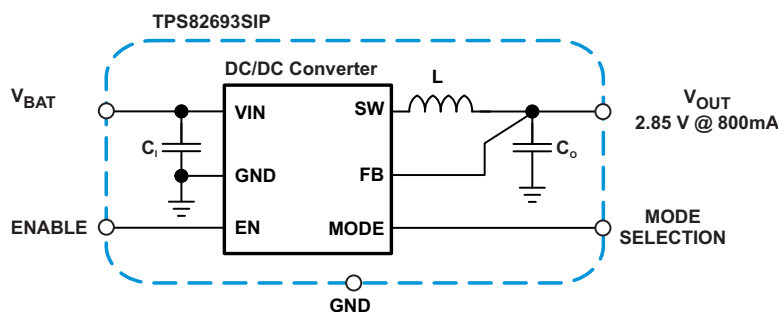 TPS82693SIP
DC/DC Converter
L
VBAT
VIN
SW
VOUT
2.85 V @ 800mA
CI
CO
GND
FB
ENABLE
EN
MODE
MODE
SELECTION
GND